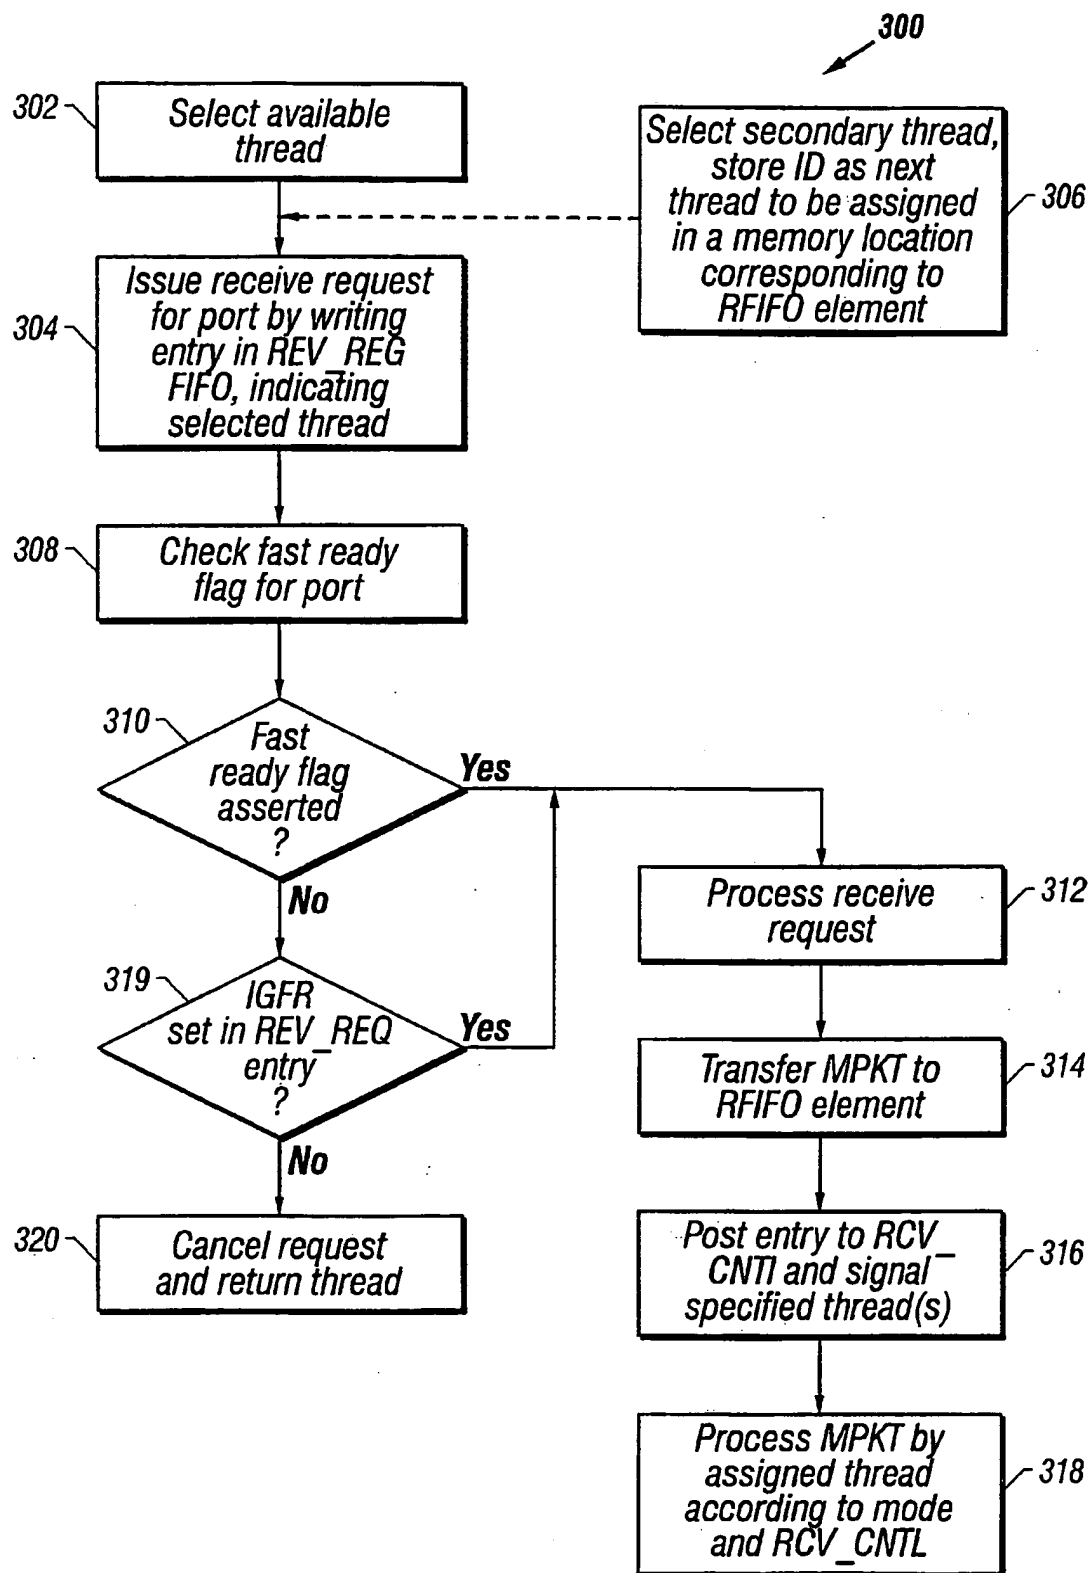 300
302
Select available
thread
Select secondary thread,
store ID as next
thread to be assigned
in a memory location
corresponding to
RFIFO element
306
304
Issue receive request
for port by writing
entry in REV_REG
FIFO, indicating
selected thread
308
Check fast ready
flag for port
310
Fast
ready flag
asserted
?
Yes
No
312
Process receive
request
319
IGFR
set in REV_REQ
entry
?
Yes
No
314
Transfer MPKT to
RFIFO element
320
Cancel request
and return thread
316
Post entry to RCV_
CNTl and signal
specified thread(s)
318
Process MPKT by
assigned thread
according to mode
and RCV_CNTL